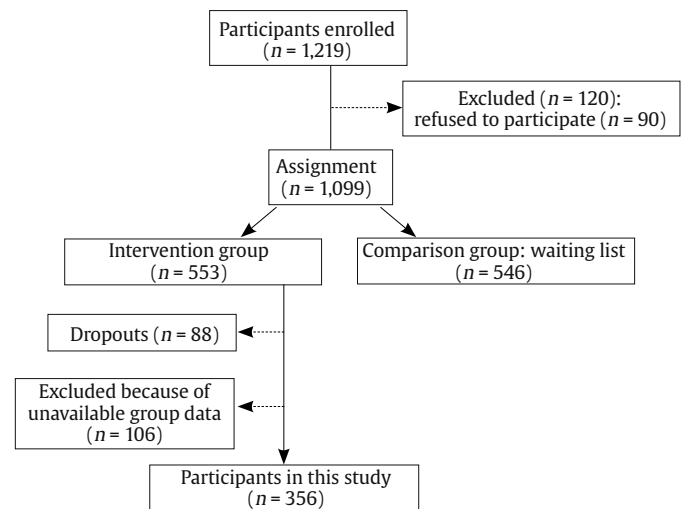 Participants enrolled
(n = 1,219)
Excluded (n = 120):
refused to participate (n = 90)
Assignment
(n = 1,099)
Intervention group
(n = 553)
Comparison group: waiting list
(n = 546)
Dropouts (n = 88)
Excluded because of
unavailable group data
(n = 106)
Participants in this study
(n = 356)